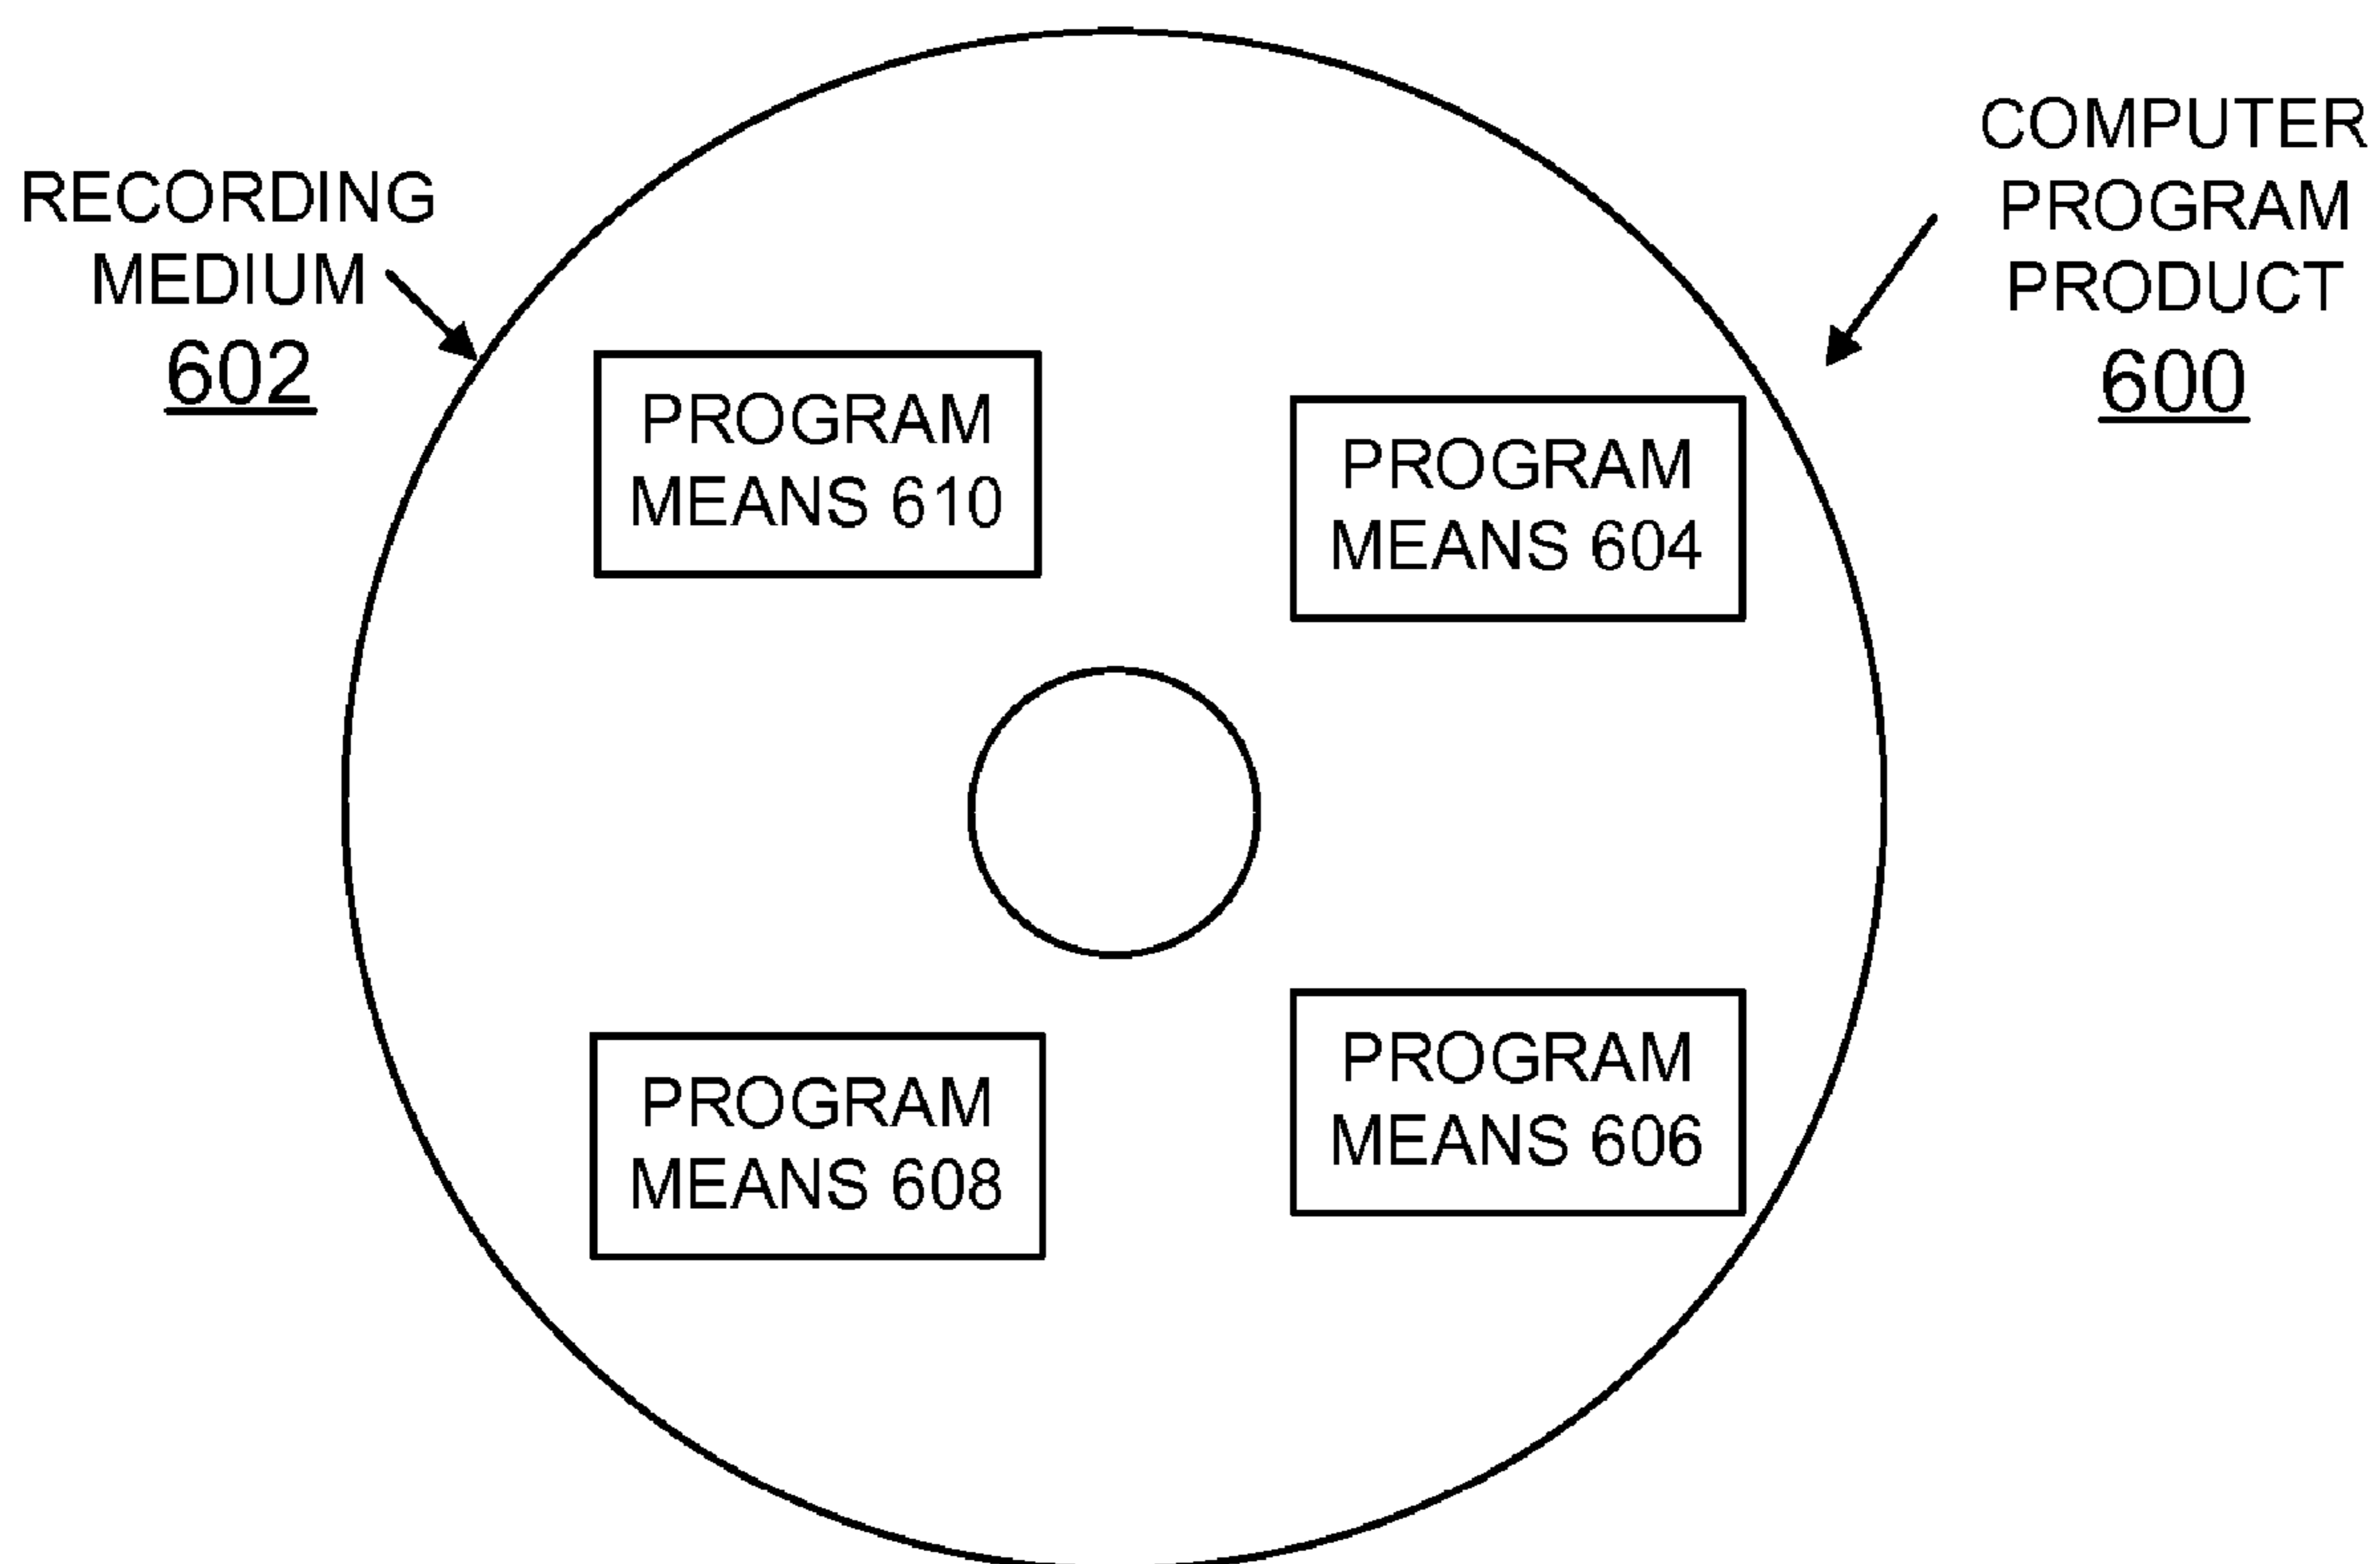 RECORDING
MEDIUM
602
COMPUTER
PROGRAM
PRODUCT
600
PROGRAM
MEANS 610
PROGRAM
MEANS 604
PROGRAM
MEANS 608
PROGRAM
MEANS 606